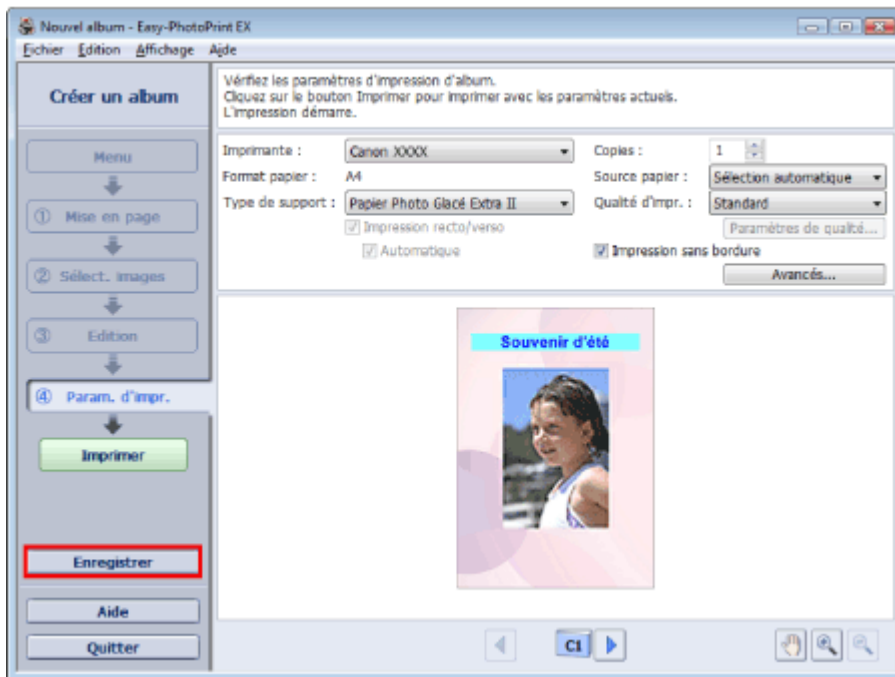 Nouvel album - Easy-PhotoPrint EX
Fichier Edition Affichage Aide
Créer un album
Menu
① Mise en page
② Sélect. images
③ Edition
④ Param. d'impr.
Imprimer
Enregistrer
Aide
Quitter
Vérifiez les paramètres d'impression d'album.
Cliquez sur le bouton Imprimer pour imprimer avec les paramètres actuels.
L'impression démarre.
Imprimante : Canon XXXX
Format papier : A4
Type de support : Papier Photo Glacé Extra II
Impression recto/verso
Automatique
Copies : 1
Source papier : Sélection automatique
Qualité d'impr. : Standard
Paramètres de qualité...
Impression sans bordure
Avancés...
Souvenir d'été
C1